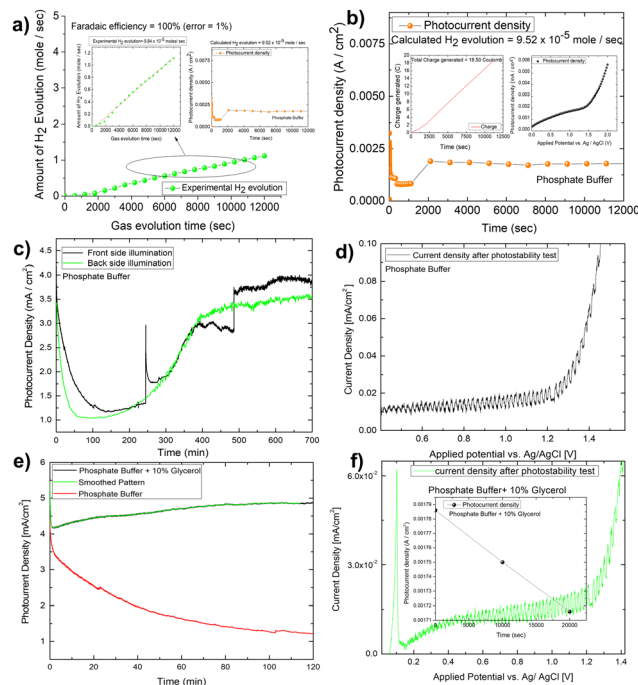 a)
Faradaic efficiency = 100% (error = 1%)
Experimental H2 evolution= 9.84 x 10-5 moles/ sec
Calculated H2 evolution = 9.52 x 10-5 mole / sec
Amount of H2 Evolution (mole / sec)
Amount of H2 Evolution (mole / sec)
Gas evolution time (sec)
Photocurrent density (A / cm2)
Photocurrent density
Phosphate Buffer
Time (sec)
Experimental H2 evolution
Gas evolution time (sec)
b)
Photocurrent density
Calculated H2 evolution = 9.52 x 10-5 mole / sec
Photocurrent density (A / cm2)
Total Charge generated = 18.50 Coulomb
Charge generated (C)
Charge
Time (sec)
Photocurrent density (mA / cm2)
Photocurrent density
Applied Potential vs. Ag / AgCl (V)
Phosphate Buffer
Time (sec)
c)
Front side illumination
Back side illumination
Phosphate Buffer
Photocurrent Density (mA / cm2)
Time (min)
d)
Current density after photostability test
Phosphate Buffer
Current Density [mA/cm2]
Applied potential vs. Ag/AgCl [V]
e)
Phosphate Buffer + 10% Glycerol
Smoothed Pattern
Phosphate Buffer
Photocurrent Density [mA/cm2]
Time (min)
f)
current density after photostability test
Phosphate Buffer+ 10% Glycerol
Photocurrent density
Phosphate Buffer + 10% Glycerol
Photocurrent density (A / cm2)
Time (sec)
Current Density [mA/cm2]
Applied Potential vs. Ag/ AgCl [V]